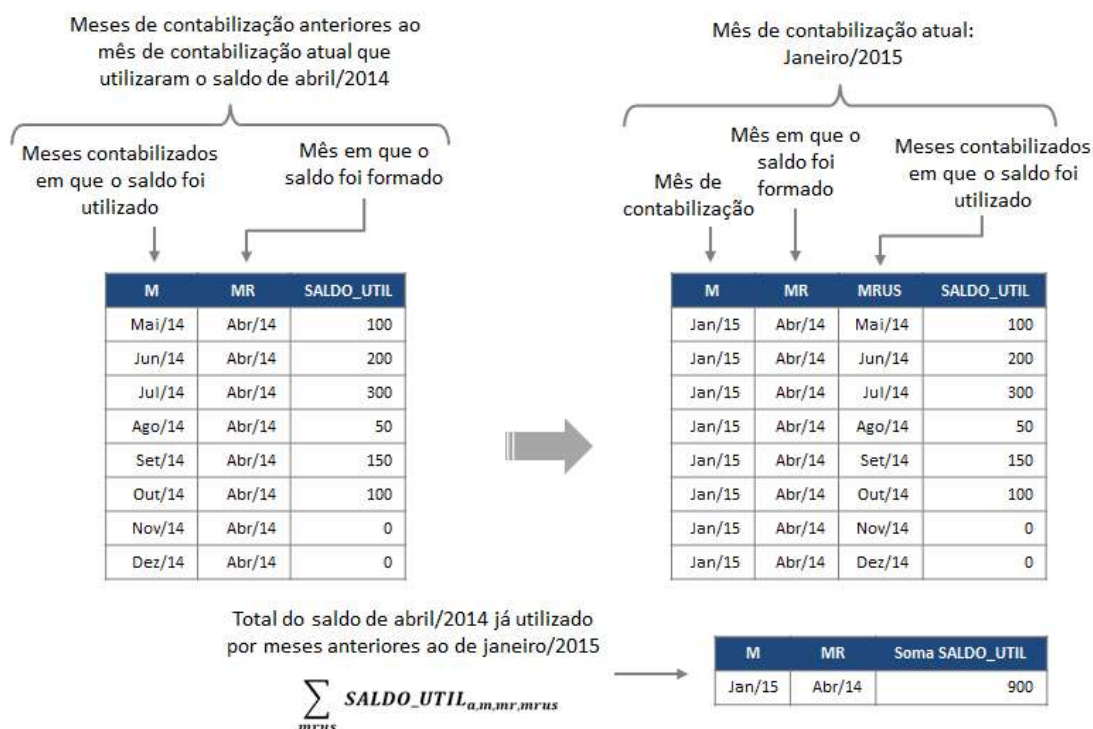 Meses de contabilização anteriores ao
mês de contabilização atual que
utilizaram o saldo de abril/2014
Meses contabilizados
em que o saldo foi
utilizado
Mês em que o
saldo foi formado
M MR SALDO_UTIL
Mai/14 Abr/14 100
Jun/14 Abr/14 200
Jul/14 Abr/14 300
Ago/14 Abr/14 50
Set/14 Abr/14 150
Out/14 Abr/14 100
Nov/14 Abr/14 0
Dez/14 Abr/14 0
Mês de contabilização atual:
Janeiro/2015
Mês de
contabilização
Mês em que o
saldo foi
formado
Meses contabilizados
em que o saldo foi
utilizado
M MR MRUS SALDO_UTIL
Jan/15 Abr/14 Mai/14 100
Jan/15 Abr/14 Jun/14 200
Jan/15 Abr/14 Jul/14 300
Jan/15 Abr/14 Ago/14 50
Jan/15 Abr/14 Set/14 150
Jan/15 Abr/14 Out/14 100
Jan/15 Abr/14 Nov/14 0
Jan/15 Abr/14 Dez/14 0
Total do saldo de abril/2014 já utilizado
por meses anteriores ao de janeiro/2015
∑ SALDO_UTIL a,m,mr,mrus
mrus
M MR Soma SALDO_UTIL
Jan/15 Abr/14 900